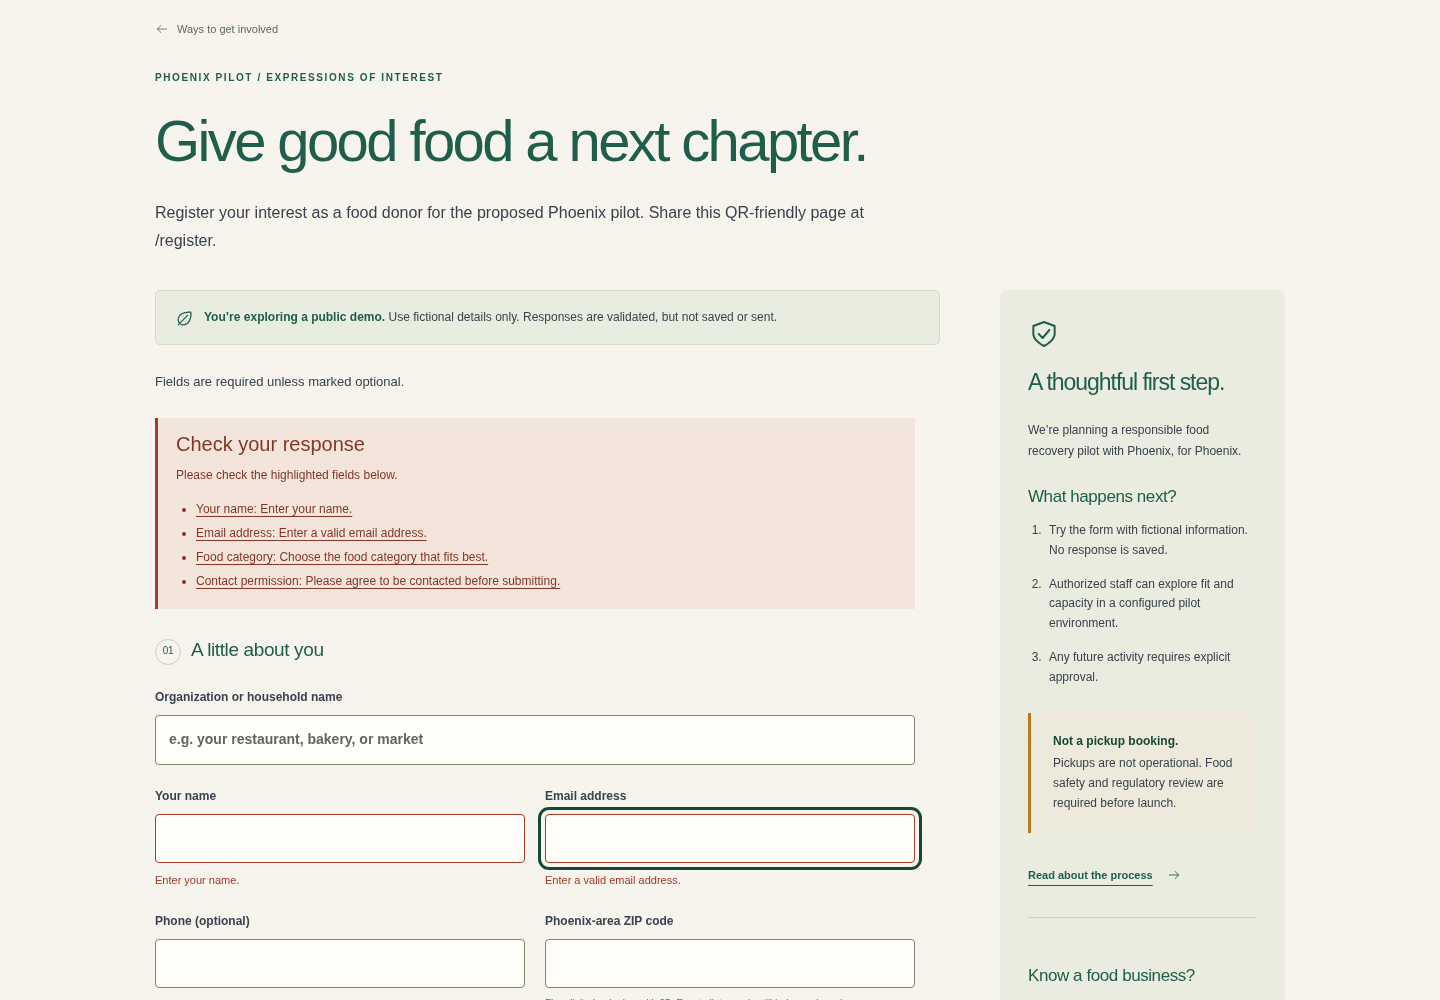 Ways to get involved
PHOENIX PILOT / EXPRESSIONS OF INTEREST
Give good food a next chapter.
Register your interest as a food donor for the proposed Phoenix pilot. Share this QR-friendly page at
/register.
You’re exploring a public demo. Use fictional details only. Responses are validated, but not saved or sent.
Fields are required unless marked optional.
Check your response
Please check the highlighted fields below.
Your name: Enter your name.
Email address: Enter a valid email address.
Food category: Choose the food category that fits best.
Contact permission: Please agree to be contacted before submitting.
01 A little about you
Organization or household name
e.g. your restaurant, bakery, or market
Your name
Email address
Enter your name.
Enter a valid email address.
Phone (optional)
Phoenix-area ZIP code
A thoughtful first step.
We’re planning a responsible food
recovery pilot with Phoenix, for Phoenix.
What happens next?
1. Try the form with fictional information.
No response is saved.
2. Authorized staff can explore fit and
capacity in a configured pilot
environment.
3. Any future activity requires explicit
approval.
Not a pickup booking.
Pickups are not operational. Food
safety and regulatory review are
required before launch.
Read about the process
Know a food business?